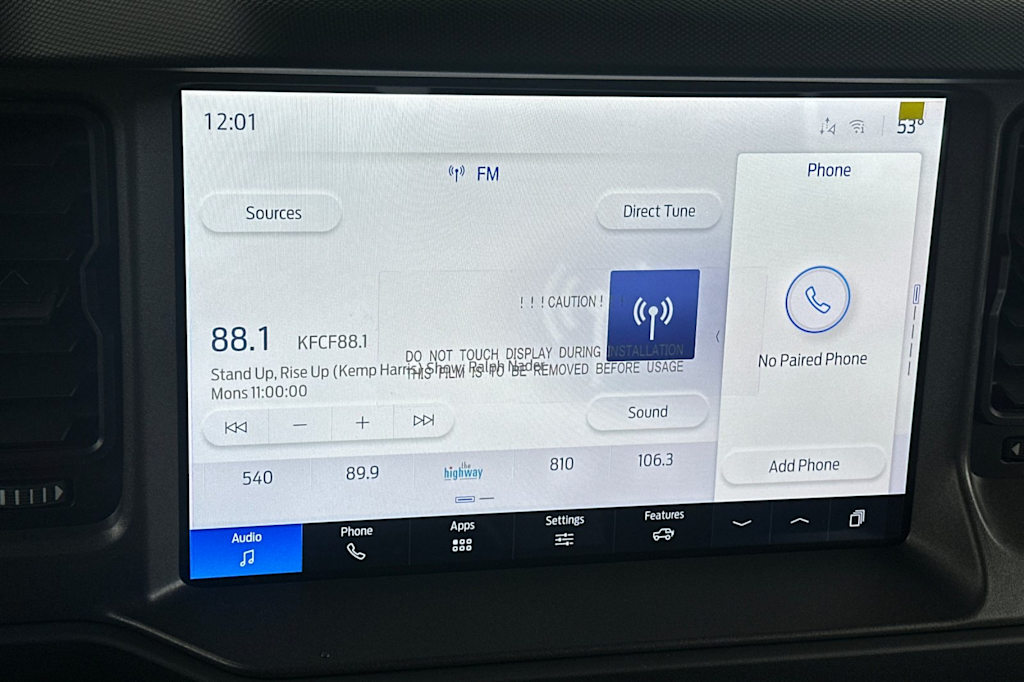 12:01
53°
FM
Phone
Sources
Direct Tune
! ! ! CAUTION ! ! !
88.1 KFCF88.1
DO NOT TOUCH DISPLAY DURING INSTALLATION
THIS FILM IS TO BE REMOVED BEFORE USAGE
Stand Up, Rise Up (Kemp Harris) Show: Ralph Nader
Mons 11:00:00
No Paired Phone
Sound
540
89.9
the
highway
810
106.3
Add Phone
Audio
Phone
Apps
Settings
Features